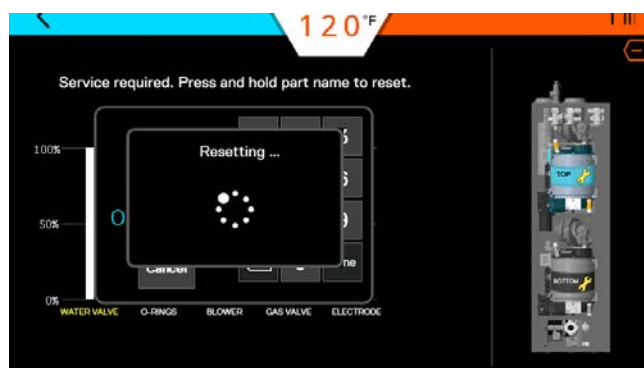 120°F
Service required. Press and hold part name to reset.
100%
50%
0%
Resetting ...
Cancel
WATER VALVE
O-RINGS
BLOWER
GAS VALVE
ELECTRODE
TOP
BOTTOM